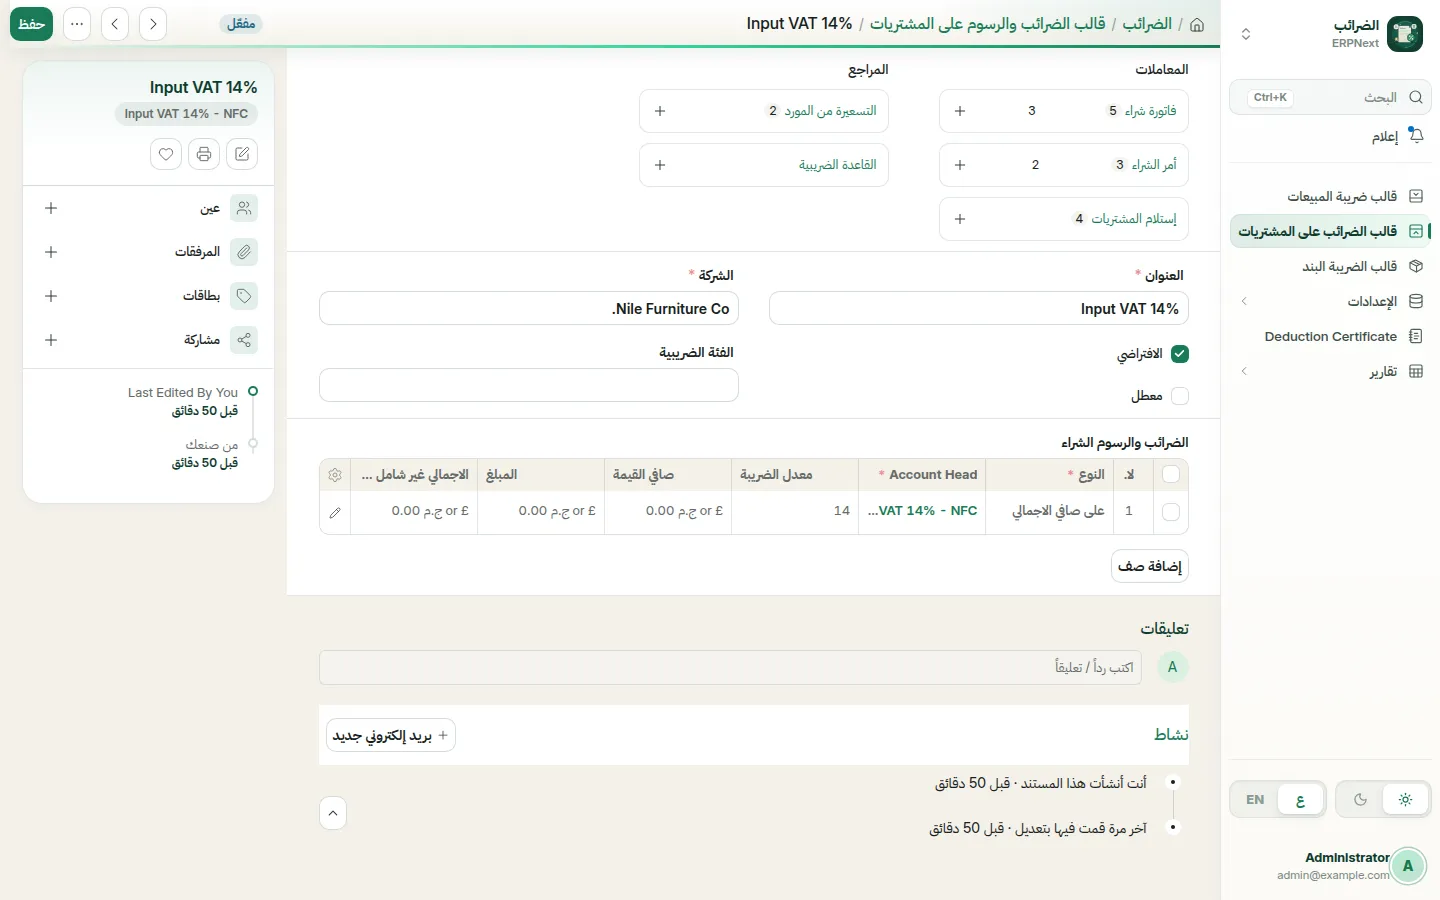 الضرائب
ERPNext
البحث
Ctrl+K
إعلام
قالب ضريبة المبيعات
قالب الضرائب على المشتريات
قالب الضريبة البند
الإعدادات
Deduction Certificate
تقارير
ع
EN
Administrator
admin@example.com
A
الضرائب / قالب الضرائب والرسوم على المشتريات / Input VAT 14%
مفعّل
حفظ
المعاملات
المراجع
فاتورة شراء 5
3
التسعيرة من المورد 2
أمر الشراء 3
2
القاعدة الضريبية
إستلام المشتريات 4
العنوان *
الشركة *
Input VAT 14%
Nile Furniture Co.
الافتراضي
الفئة الضريبية
معطل
الضرائب والرسوم الشراء
لا.
النوع *
Account Head *
معدل الضريبة
صافي القيمة
المبلغ
الاجمالي غير شامل ...
1
على صافي الاجمالي
VAT 14% - NFC...
14
£ or ج.م 0.00
£ or ج.م 0.00
£ or ج.م 0.00
إضافة صف
تعليقات
A
اكتب رداً / تعليقاً
نشاط
بريد إلكتروني جديد
أنت أنشأت هذا المستند · قبل 50 دقائق
آخر مرة قمت فيها بتعديل · قبل 50 دقائق
Input VAT 14%
Input VAT 14% - NFC
عين
المرفقات
بطاقات
مشاركة
Last Edited By You
قبل 50 دقائق
من صنعك
قبل 50 دقائق